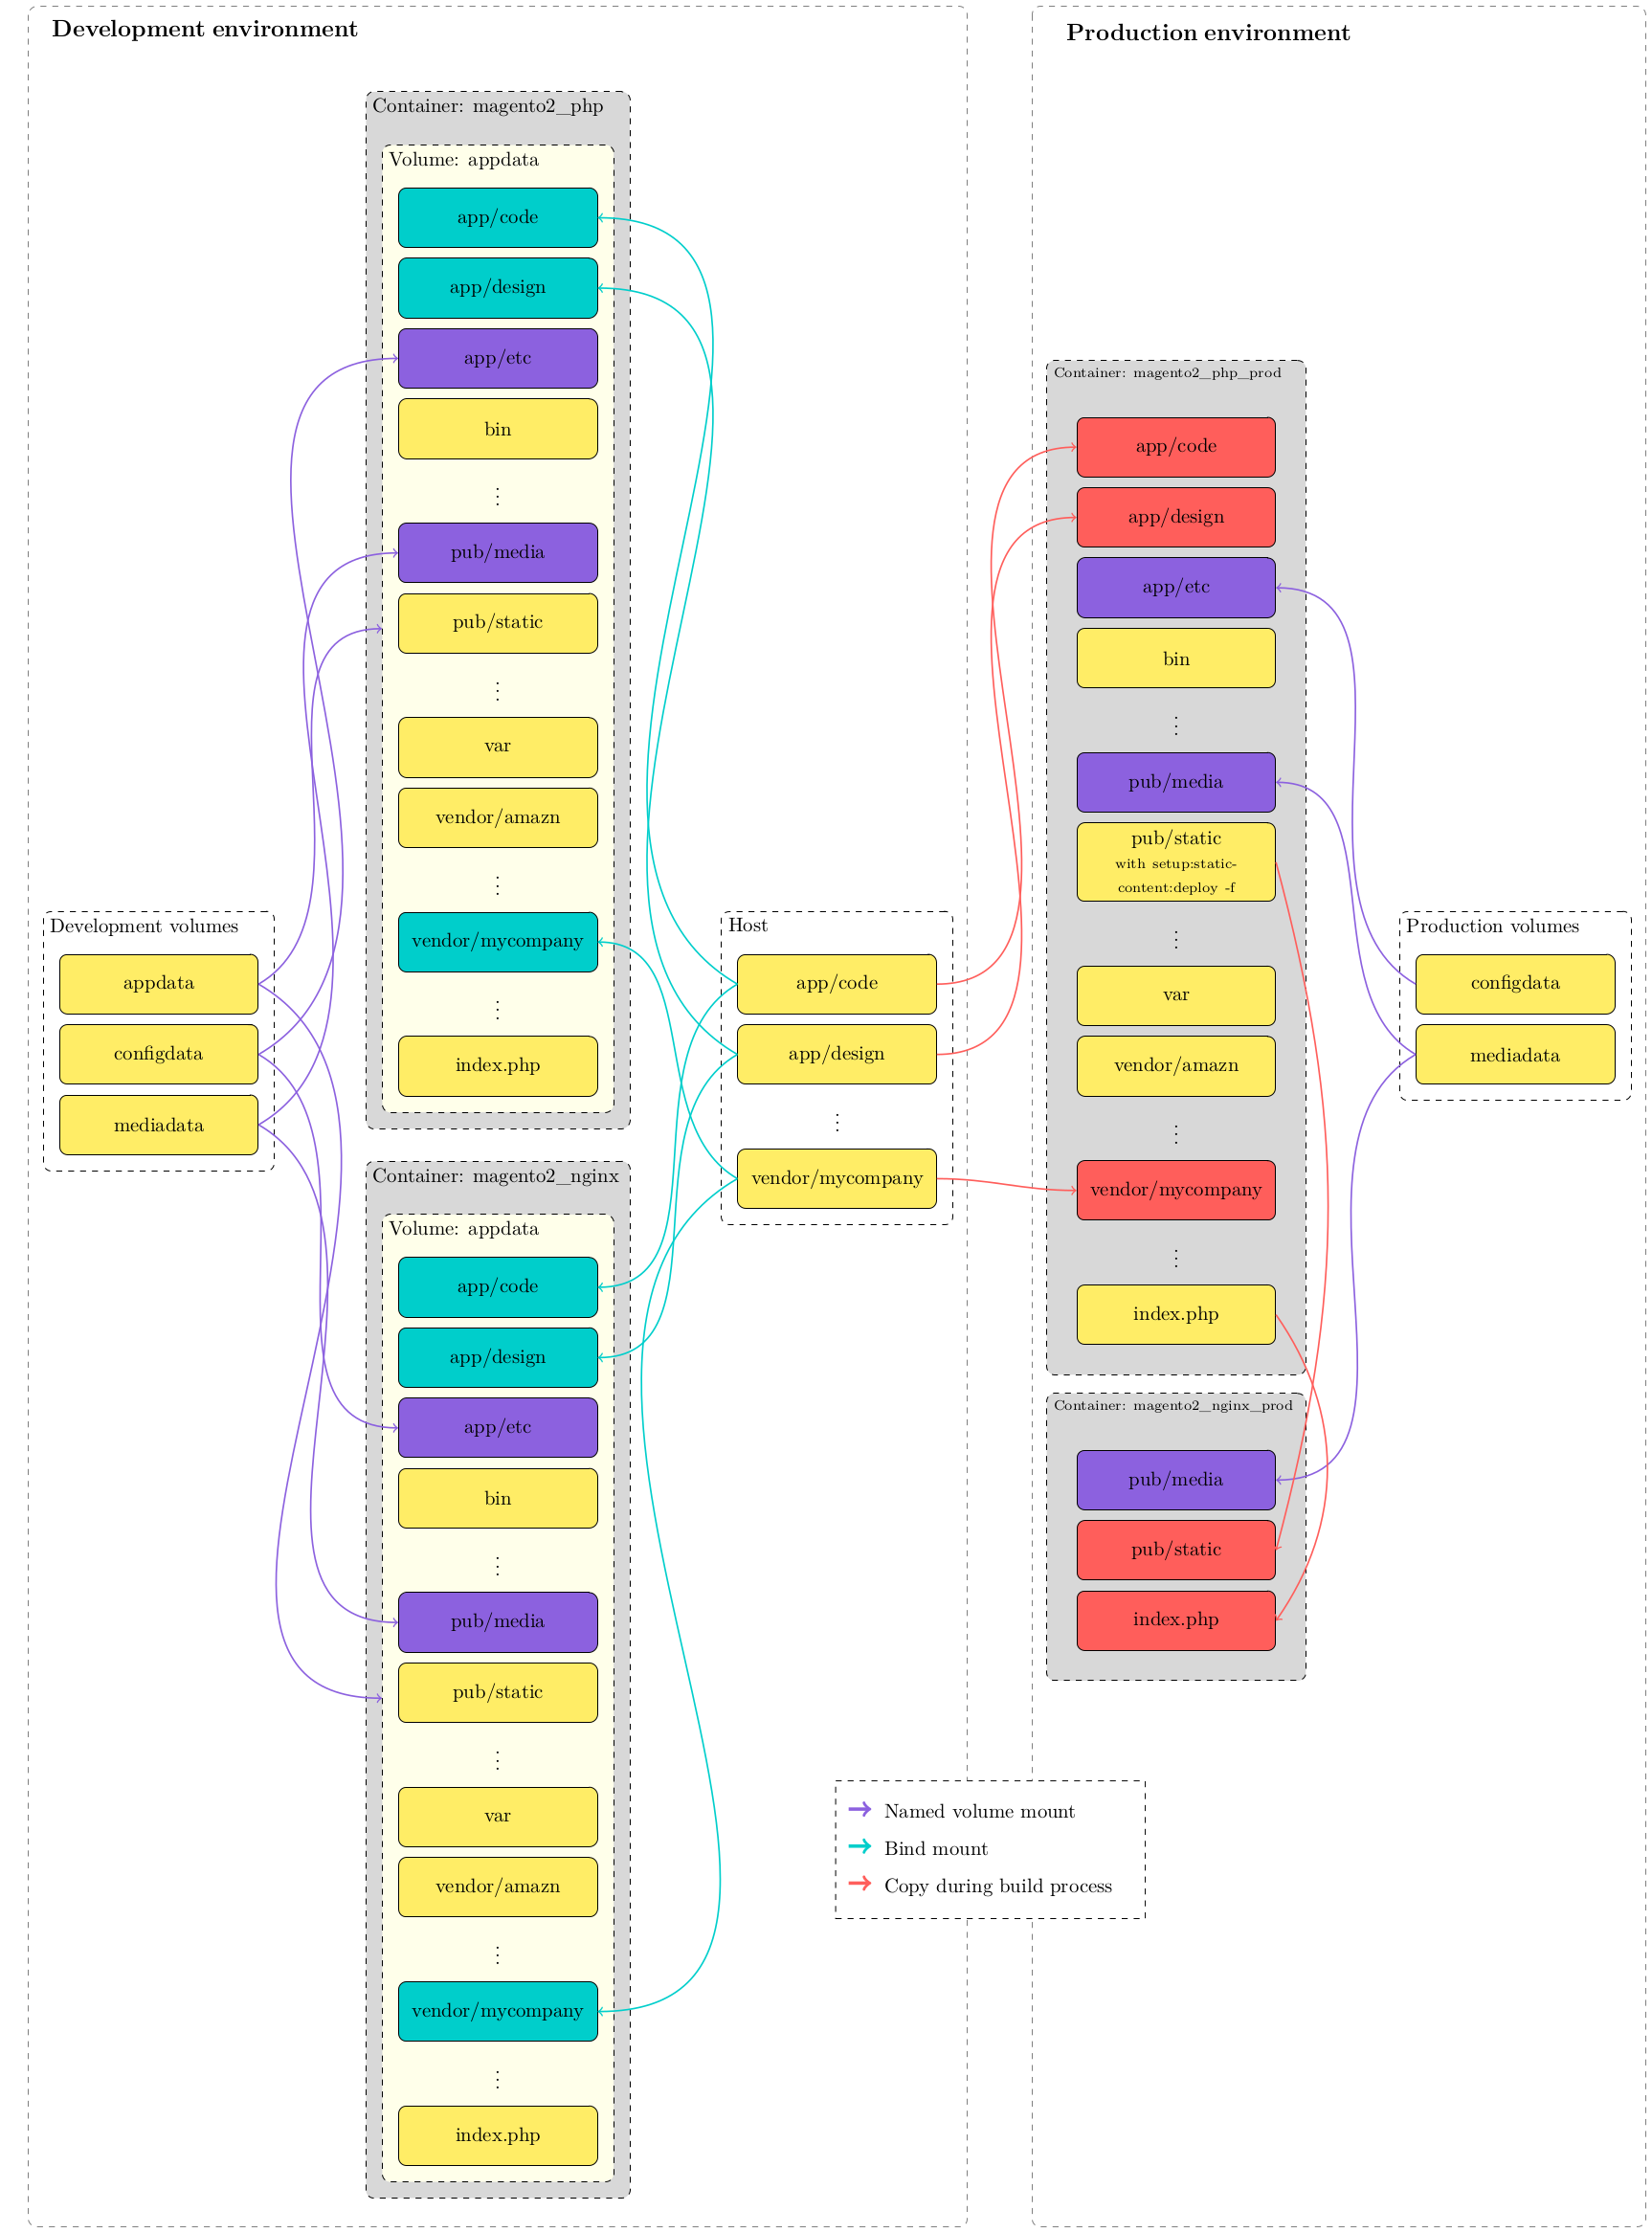 Development environment
Container: magento2_php
Volume: appdata
app/code
app/design
app/etc
bin
⋮
pub/media
pub/static
⋮
var
vendor/amazn
⋮
vendor/mycompany
⋮
index.php
Development volumes
appdata
configdata
mediadata
Container: magento2_nginx
Volume: appdata
app/code
app/design
app/etc
bin
⋮
pub/media
pub/static
⋮
var
vendor/amazn
⋮
vendor/mycompany
⋮
index.php
Host
app/code
app/design
⋮
vendor/mycompany
Production environment
Container: magento2_php_prod
app/code
app/design
app/etc
bin
⋮
pub/media
pub/static
with setup:static-
content:deploy -f
⋮
var
vendor/amazn
⋮
vendor/mycompany
⋮
index.php
Container: magento2_nginx_prod
pub/media
pub/static
index.php
Production volumes
configdata
mediadata
Named volume mount
Bind mount
Copy during build process